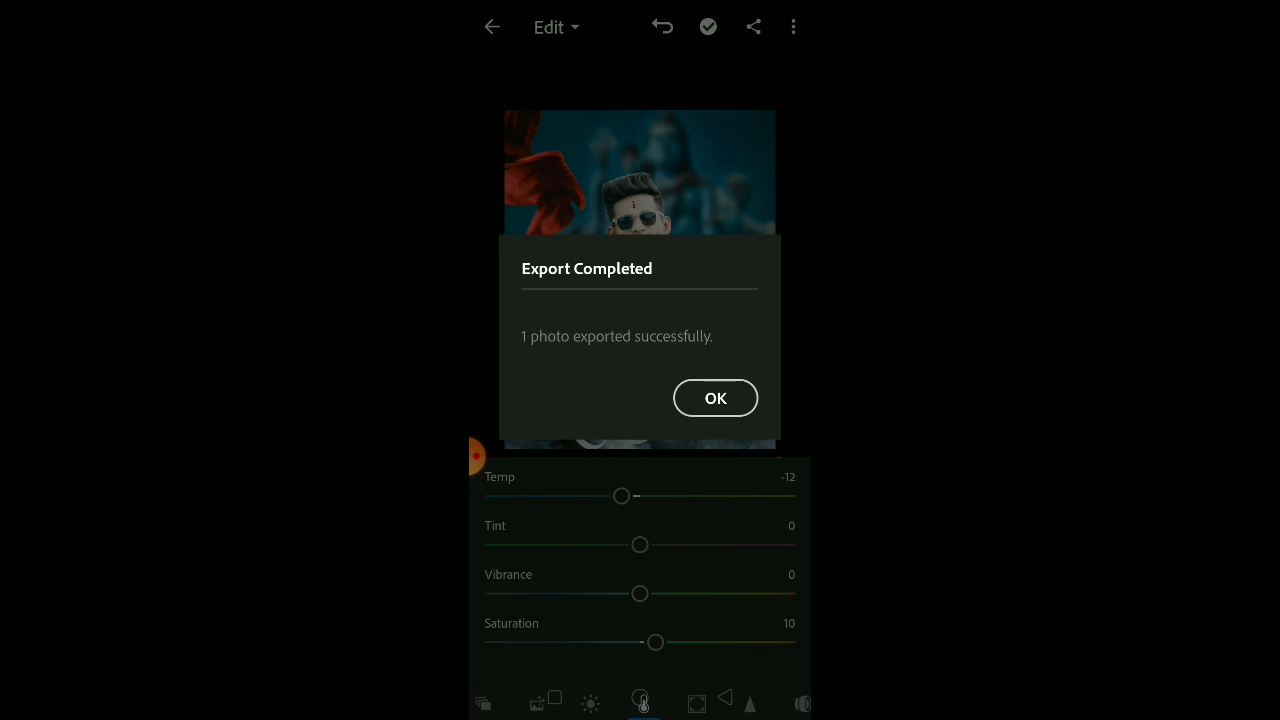 Edit
Export Completed
1 photo exported successfully.
OK
Temp -12
Tint 0
Vibrance 0
Saturation 10